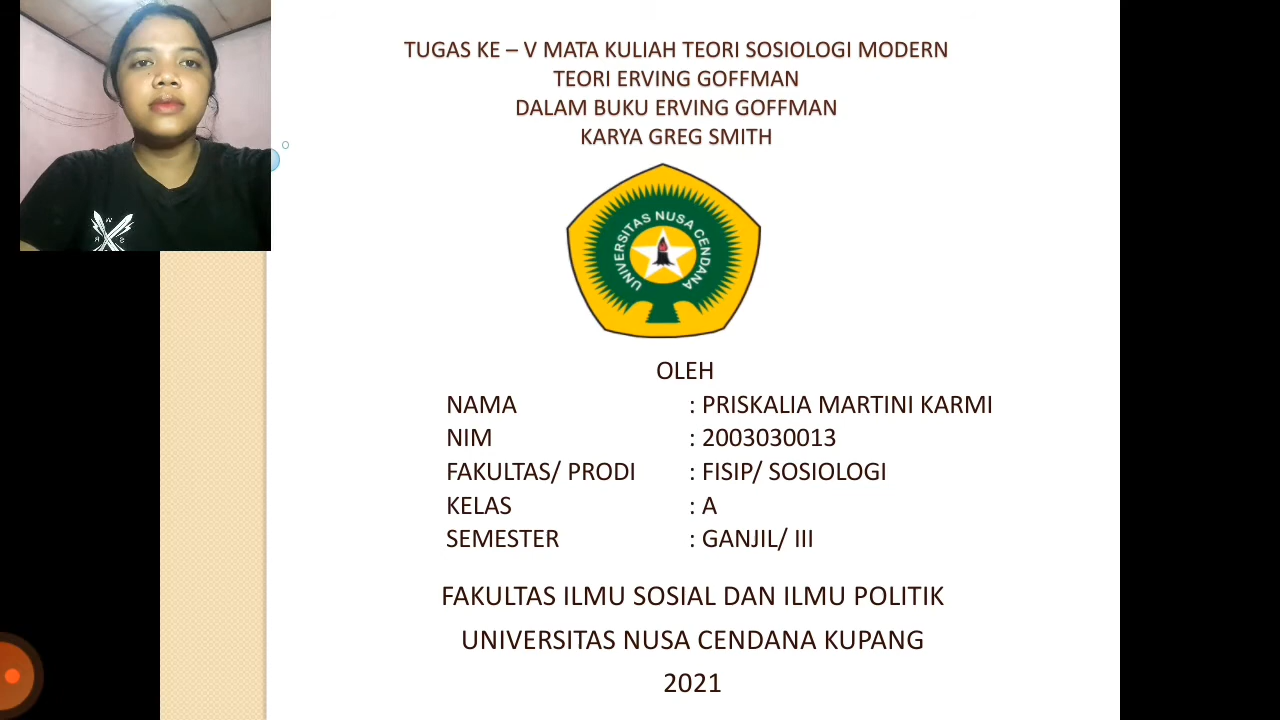 TUGAS KE – V MATA KULIAH TEORI SOSIOLOGI MODERN
TEORI ERVING GOFFMAN
DALAM BUKU ERVING GOFFMAN
KARYA GREG SMITH
UNIVERSITAS NUSA CENDANA
OLEH
NAMA : PRISKALIA MARTINI KARMI
NIM : 2003030013
FAKULTAS/ PRODI : FISIP/ SOSIOLOGI
KELAS : A
SEMESTER : GANJIL/ III
FAKULTAS ILMU SOSIAL DAN ILMU POLITIK
UNIVERSITAS NUSA CENDANA KUPANG
2021